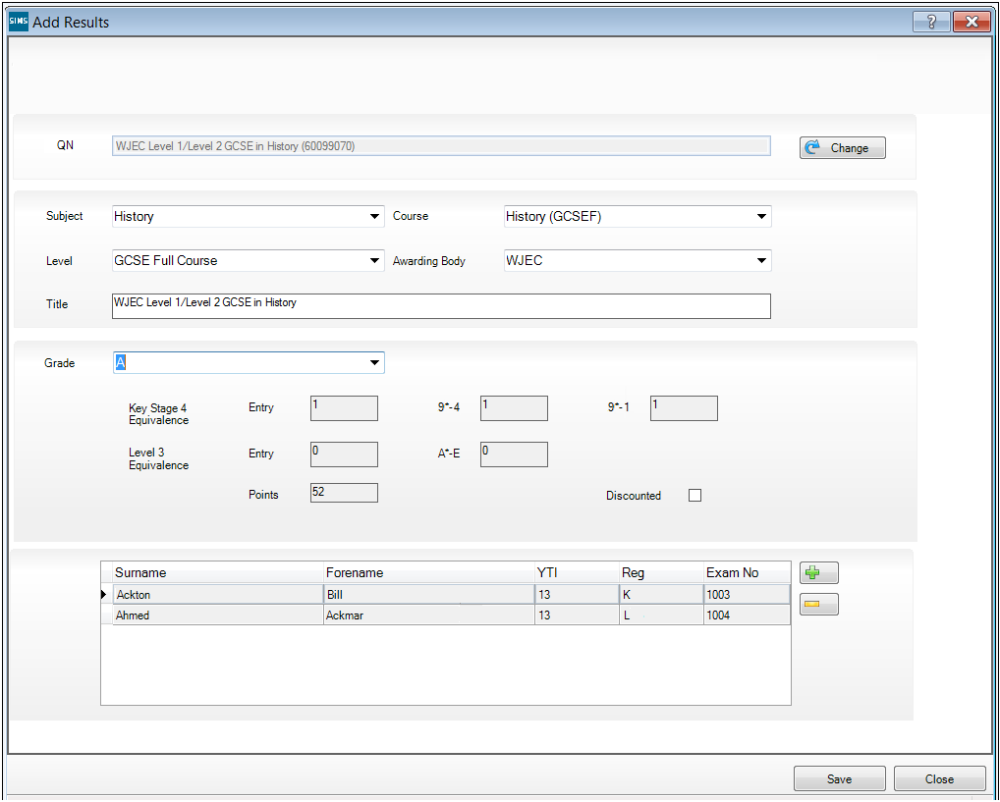 SIMS Add Results ?
QN WJEC Level 1/Level 2 GCSE in History (60099070) Change
Subject History Course History (GCSEF)
Level GCSE Full Course Awarding Body WJEC
Title WJEC Level 1/Level 2 GCSE in History
Grade A
Key Stage 4 Entry 1 9*-4 1 9*-1 1
Equivalence
Level 3 Entry 0 A*-E 0
Equivalence
Points 52 Discounted
Surname Forename YTI Reg Exam No
Ackton Bill 13 K 1003
Ahmed Ackmar 13 L 1004
Save Close